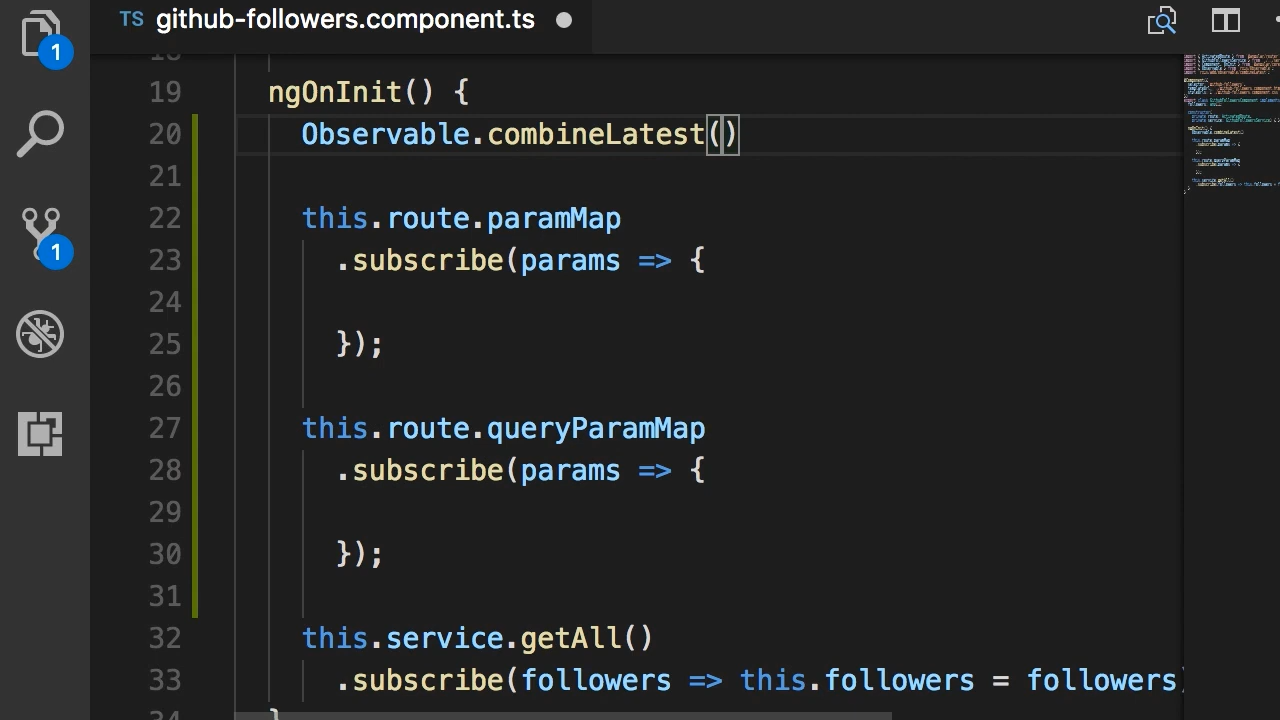 TS github-followers.component.ts
1
1
18
19 ngOnInit() {
20 Observable.combineLatest()
21
22 this.route.paramMap
23 .subscribe(params => {
24
25 });
26
27 this.route.queryParamMap
28 .subscribe(params => {
29
30 });
31
32 this.service.getAll()
33 .subscribe(followers => this.followers = followers)
34 }